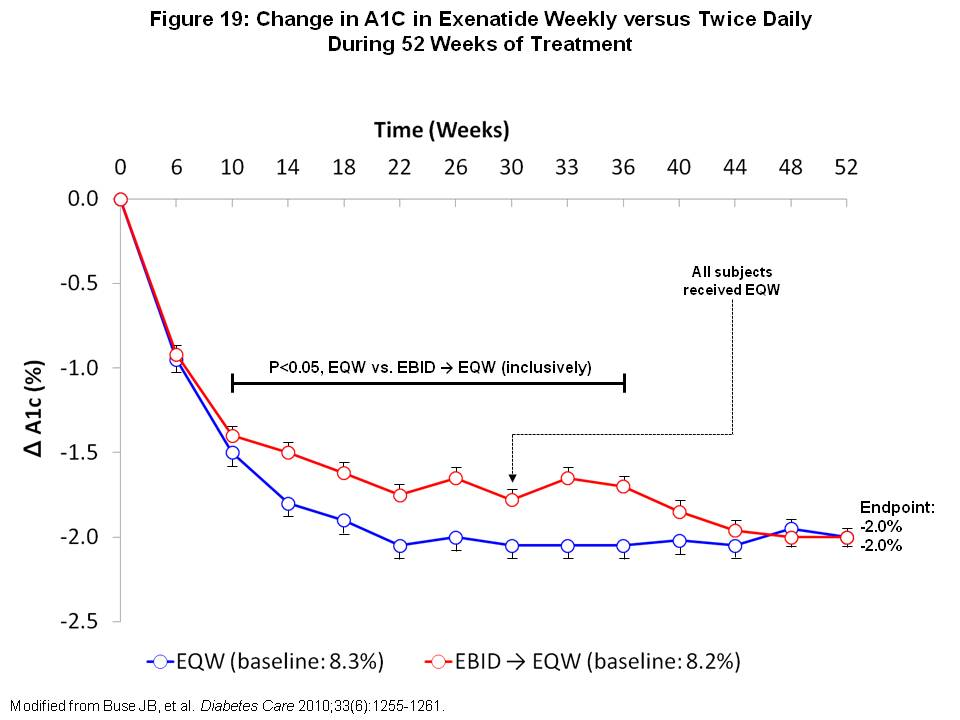 Figure 19: Change in A1C in Exenatide Weekly versus Twice Daily
During 52 Weeks of Treatment
Time (Weeks)
0 6 10 14 18 22 26 30 33 36 40 44 48 52
0.0
-0.5
-1.0
-1.5
-2.0
-2.5
Δ A1c (%)
All subjects
received EQW
P<0.05, EQW vs. EBID → EQW (inclusively)
Endpoint:
-2.0%
-2.0%
EQW (baseline: 8.3%) EBID → EQW (baseline: 8.2%)
Modified from Buse JB, et al. Diabetes Care 2010;33(6):1255-1261.